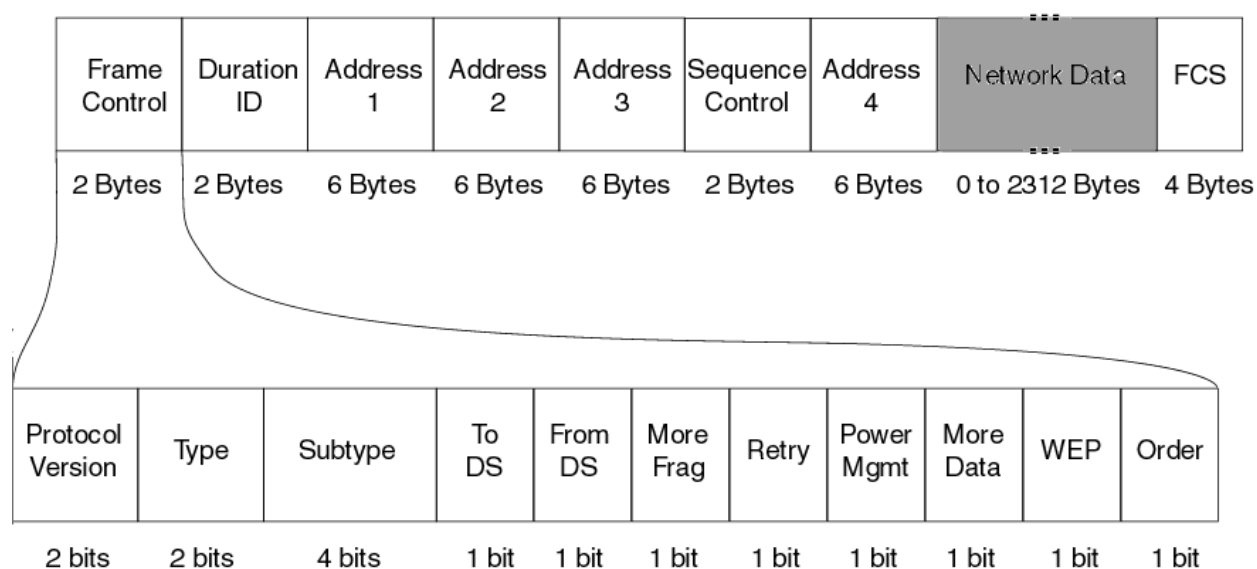 Frame Control
Duration ID
Address 1
Address 2
Address 3
Sequence Control
Address 4
Network Data
FCS
2 Bytes
2 Bytes
6 Bytes
6 Bytes
6 Bytes
2 Bytes
6 Bytes
0 to 2312 Bytes
4 Bytes
Protocol Version
Type
Subtype
To DS
From DS
More Frag
Retry
Power Mgmt
More Data
WEP
Order
2 bits
2 bits
4 bits
1 bit
1 bit
1 bit
1 bit
1 bit
1 bit
1 bit
1 bit